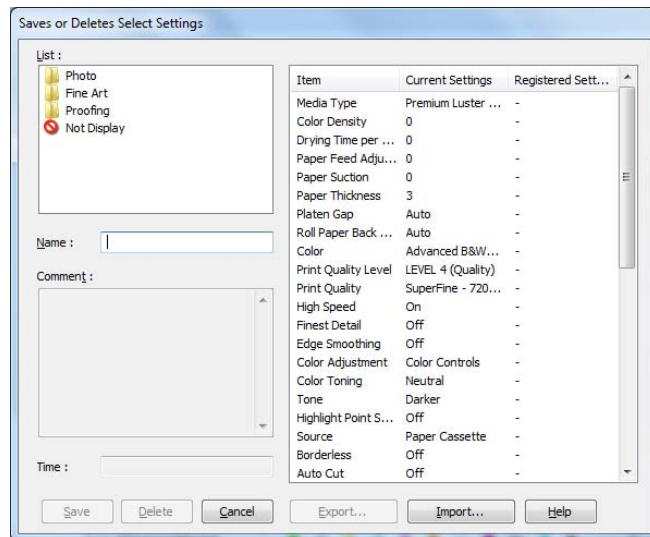 Saves or Deletes Select Settings
List :
Photo
Fine Art
Proofing
Not Display
Name :
Comment :
Time :
Save Delete Cancel
Item Current Settings Registered Sett...
Media Type Premium Luster ... -
Color Density 0 -
Drying Time per ... 0 -
Paper Feed Adju... 0 -
Paper Suction 0 -
Paper Thickness 3 -
Platen Gap Auto -
Roll Paper Back ... Auto -
Color Advanced B&W... -
Print Quality Level LEVEL 4 (Quality) -
Print Quality SuperFine - 720... -
High Speed On -
Finest Detail Off -
Edge Smoothing Off -
Color Adjustment Color Controls -
Color Toning Neutral -
Tone Darker -
Highlight Point S... Off -
Source Paper Cassette -
Borderless Off -
Auto Cut Off -
Export... Import... Help